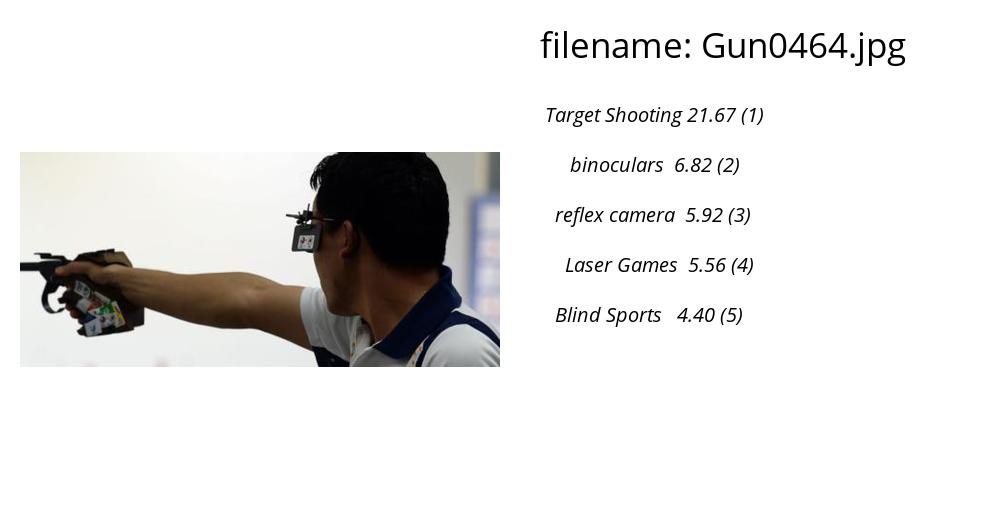 filename: Gun0464.jpg
Target Shooting 21.67 (1)
binoculars 6.82 (2)
reflex camera 5.92 (3)
Laser Games 5.56 (4)
Blind Sports 4.40 (5)